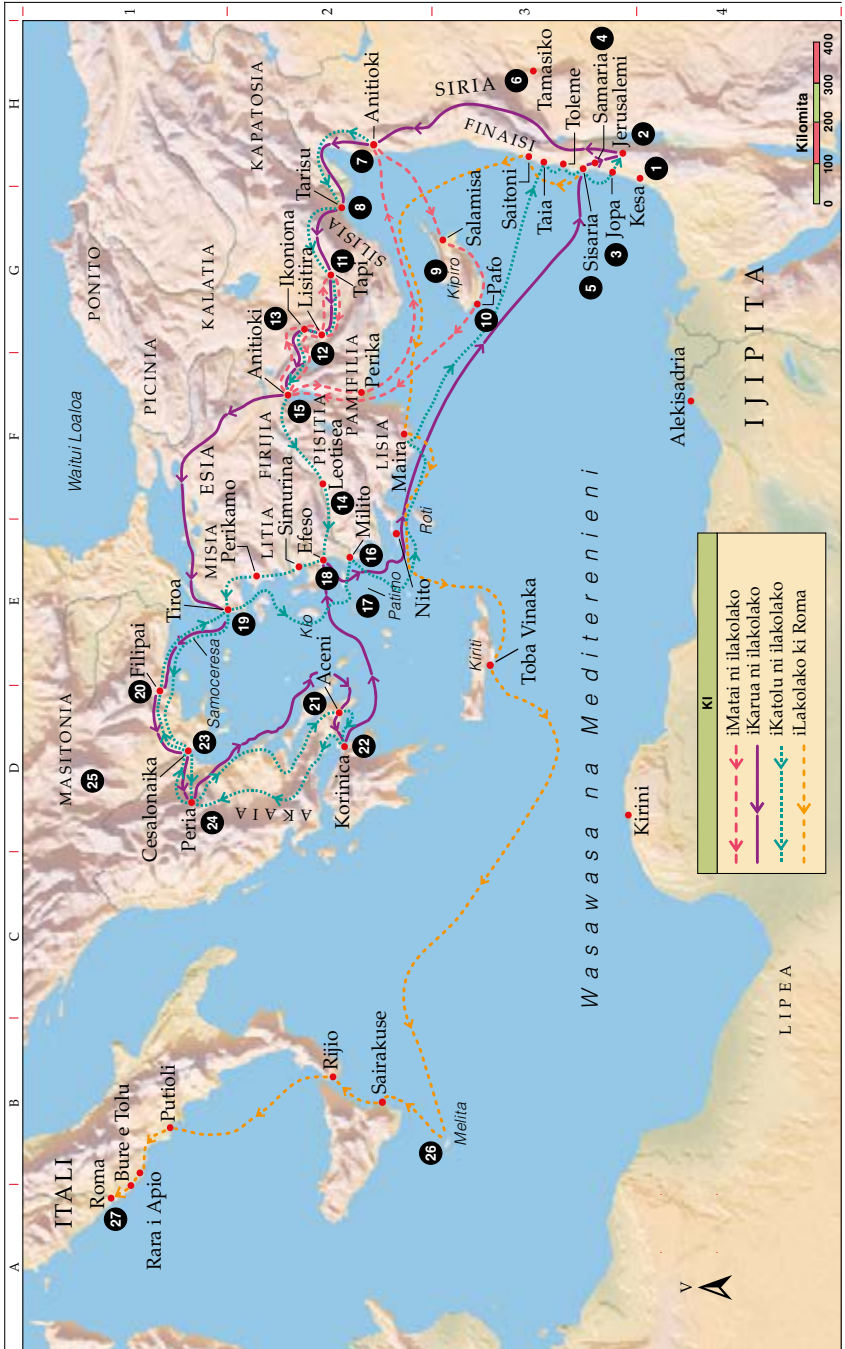 A
B
C
D
E
F
G
H
1
2
3
4
ITALI
Roma
27
Bure e Tolu
Rara i Apio
Putioli
Rijio
Sairakuse
26
Melita
MASITONIA
25
20
Filipai
Samoceresa
23
Cesalonaika
Peria
24
AKAIA
21
Aceni
22
Korinica
Tiroa
19
MISIA
Perikamo
LITIA
Simurina
Efeso
18
Kio
16
Milito
17
Patimo
Nito
Roti
Kiriti
Toba Vinaka
Waitui Loaloa
ESIA
PICINIA
PONITO
KALATIA
KAPATOSIA
FIRIJIA
PISITIA
Leotisea
14
Anitioki
15
PAMIFILIA
Perika
LISIA
Maira
13
Ikoniona
Lisitira
12
11
Tapi
SILISIA
Tarisu
8
7
Anitioki
9
Kipiro
Salamisa
10
Pafo
SIRIA
FINAISI
6
Tamasiko
Saitoni
Taia
Toleme
5
Sisaria
Samaria
4
3
Jopa
Jerusalemi
2
Kesa
1
Wasawasa na Mediterenieni
IJIPITA
Alekisadria
Kirini
LIPEA
V
KI
iMatai ni ilakolako
iKarua ni ilakolako
iKatolu ni ilakolako
iLakolako ki Roma
Kilomita
0 100 200 300 400